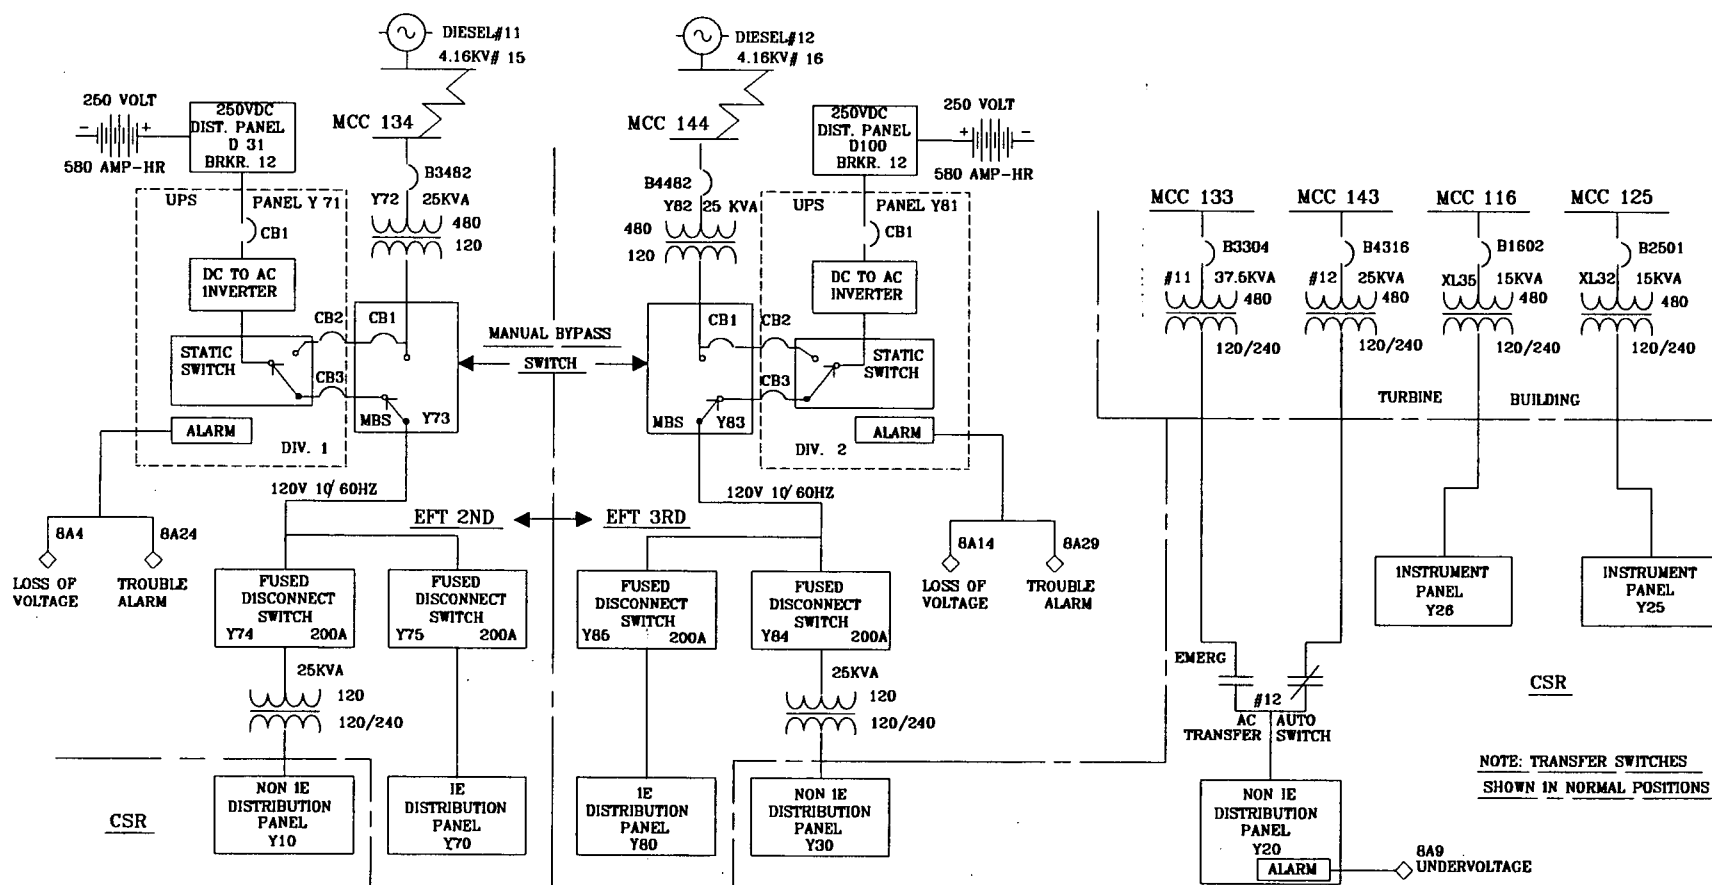 DIESEL#11
4.16KV# 15
DIESEL#12
4.16KV# 16
250 VOLT
- +
580 AMP-HR
250VDC
DIST. PANEL
D 31
BRKR. 12
MCC 134
B3482
Y72 25KVA
480
120
UPS PANEL Y 71
CB1
DC TO AC
INVERTER
STATIC
SWITCH
CB2 CB1
CB3
MBS Y73
ALARM
DIV. 1
120V 10/ 60HZ
8A4
8A24
LOSS OF
VOLTAGE
TROUBLE
ALARM
MANUAL BYPASS
SWITCH
EFT 2ND
EFT 3RD
FUSED
DISCONNECT
SWITCH
Y74 200A
FUSED
DISCONNECT
SWITCH
Y75 200A
25KVA
120
120/240
NON 1E
DISTRIBUTION
PANEL
Y10
1E
DISTRIBUTION
PANEL
Y70
CSR
MCC 144
B4482
Y82 25 KVA
480
120
250VDC
DIST. PANEL
D100
BRKR. 12
250 VOLT
+ -
580 AMP-HR
UPS PANEL Y81
CB1
DC TO AC
INVERTER
CB1 CB2
CB3
STATIC
SWITCH
MBS Y83
ALARM
DIV. 2
120V 10/ 60HZ
8A14
8A29
LOSS OF
VOLTAGE
TROUBLE
ALARM
FUSED
DISCONNECT
SWITCH
Y85 200A
FUSED
DISCONNECT
SWITCH
Y84 200A
25KVA
120
120/240
1E
DISTRIBUTION
PANEL
Y80
NON 1E
DISTRIBUTION
PANEL
Y30
MCC 133
MCC 143
MCC 116
MCC 125
B3304
B4316
B1602
B2501
#11 37.5KVA
480
120/240
#12 25KVA
480
120/240
XL35 15KVA
480
120/240
XL32 15KVA
480
120/240
TURBINE BUILDING
INSTRUMENT
PANEL
Y26
INSTRUMENT
PANEL
Y25
EMERG
#12
AC AUTO
TRANSFER SWITCH
CSR
NON 1E
DISTRIBUTION
PANEL
Y20
ALARM
8A9
UNDERVOLTAGE
NOTE: TRANSFER SWITCHES
SHOWN IN NORMAL POSITIONS